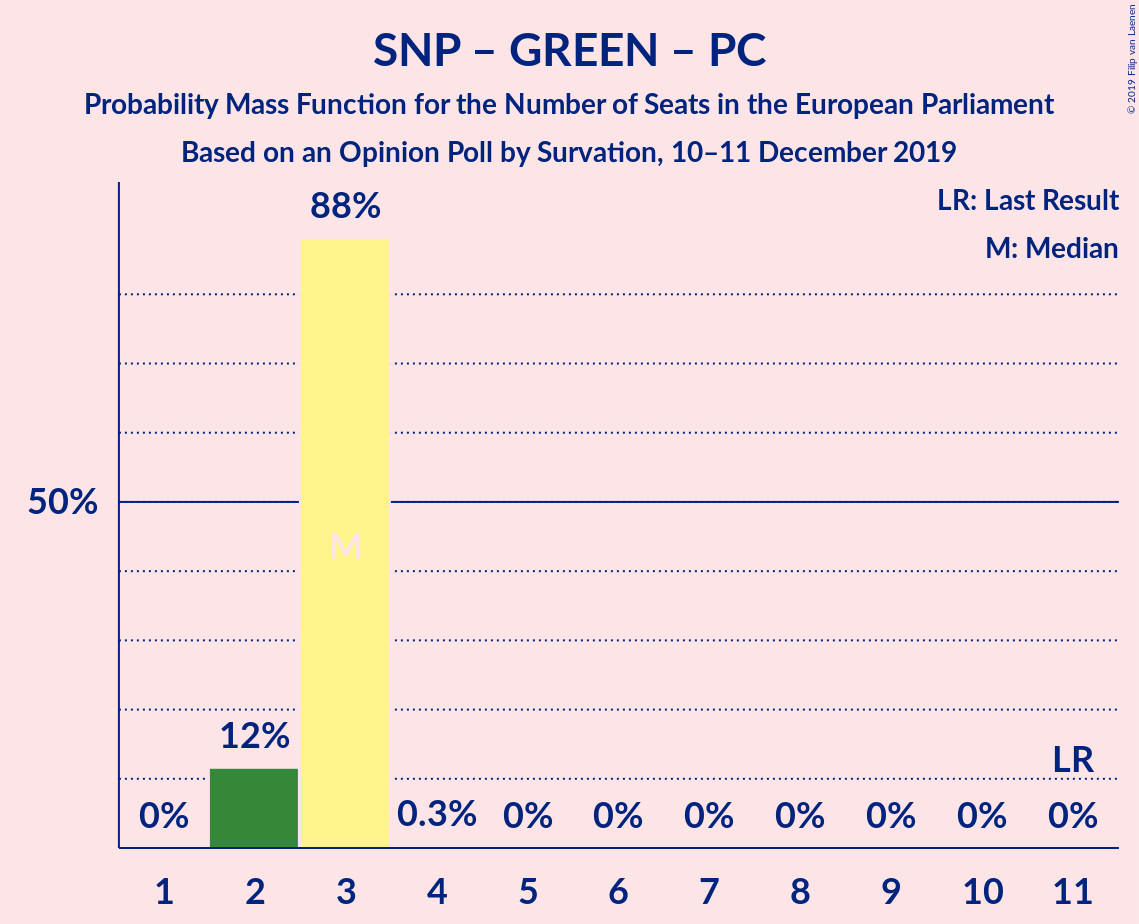 SNP – GREEN – PC
Probability Mass Function for the Number of Seats in the European Parliament
Based on an Opinion Poll by Survation, 10–11 December 2019
© 2019 Filip van Laenen
LR: Last Result
M: Median
88%
50%
M
12%
LR
0%
0.3%
0%
0%
0%
0%
0%
0%
0%
1
2
3
4
5
6
7
8
9
10
11